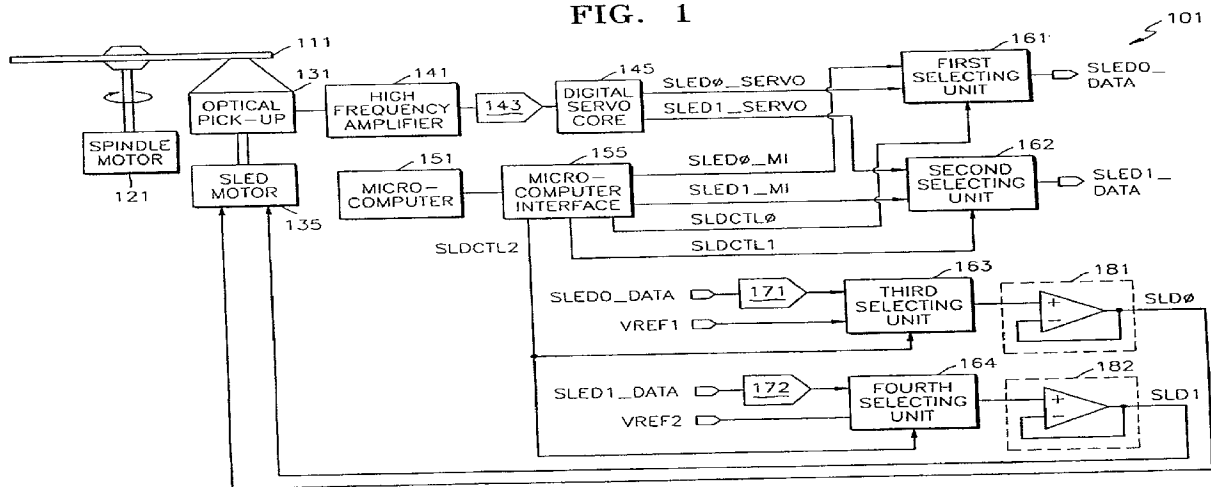 FIG. 1
101
111
131
OPTICAL
PICK-UP
141
HIGH
FREQUENCY
AMPLIFIER
143
145
DIGITAL
SERVO
CORE
SLEDØ_SERVO
SLED1_SERVO
161
FIRST
SELECTING
UNIT
SLED0_
DATA
SPINDLE
MOTOR
121
SLED
MOTOR
135
151
MICRO-
COMPUTER
155
MICRO-
COMPUTER
INTERFACE
SLEDØ_MI
SLED1_MI
SLDCTLØ
SLDCTL1
SLDCTL2
162
SECOND
SELECTING
UNIT
SLED1_
DATA
SLED0_DATA
171
VREF1
163
THIRD
SELECTING
UNIT
181
+
−
SLDØ
SLED1_DATA
172
VREF2
164
FOURTH
SELECTING
UNIT
182
+
−
SLD1